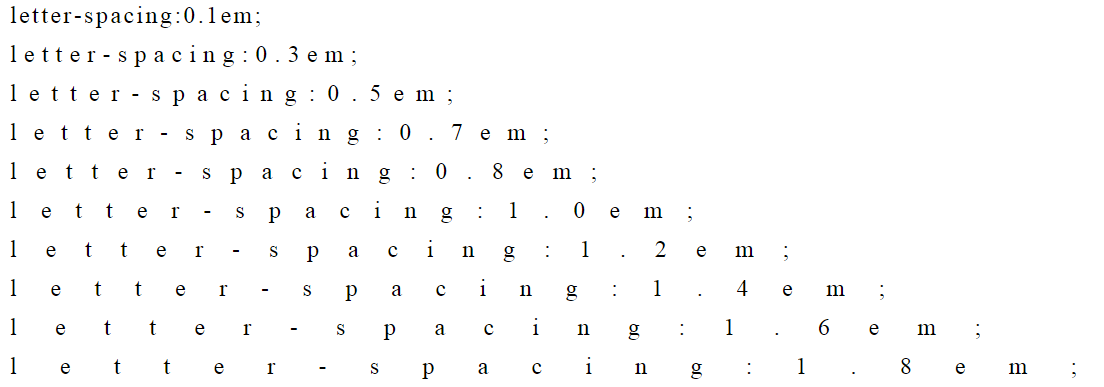 letter-spacing:0.1em;
letter-spacing:0.3em;
letter-spacing:0.5em;
letter-spacing:0.7em;
letter-spacing:0.8em;
letter-spacing:1.0em;
letter-spacing:1.2em;
letter-spacing:1.4em;
letter-spacing:1.6em;
letter-spacing:1.8em;